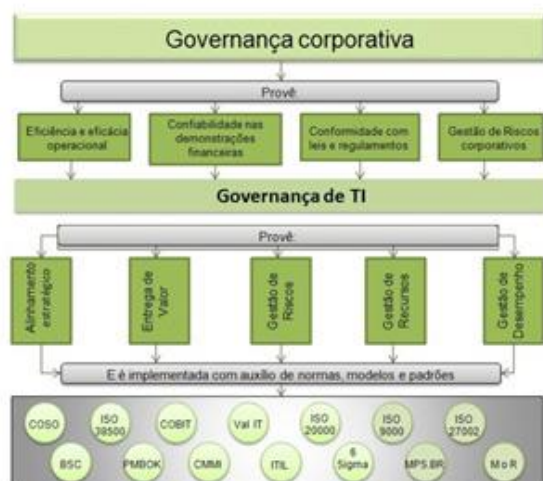 Governança corporativa
Provê:
Eficiência e eficácia
operacional
Confiabilidade nas
demonstrações
financeiras
Conformidade com
leis e regulamentos
Gestão de Riscos
corporativos
Governança de TI
Provê:
Alinhamento
estratégico
Entrega de
Valor
Gestão de
Riscos
Gestão de
Recursos
Gestão de
Desempenho
E é implementada com auxílio de normas, modelos e padrões
COSO
ISO
38500
COBIT
Val IT
ISO
20000
ISO
9000
ISO
27002
BSC
PMBOK
CMMI
ITIL
6
Sigma
MPS.BR
M o R